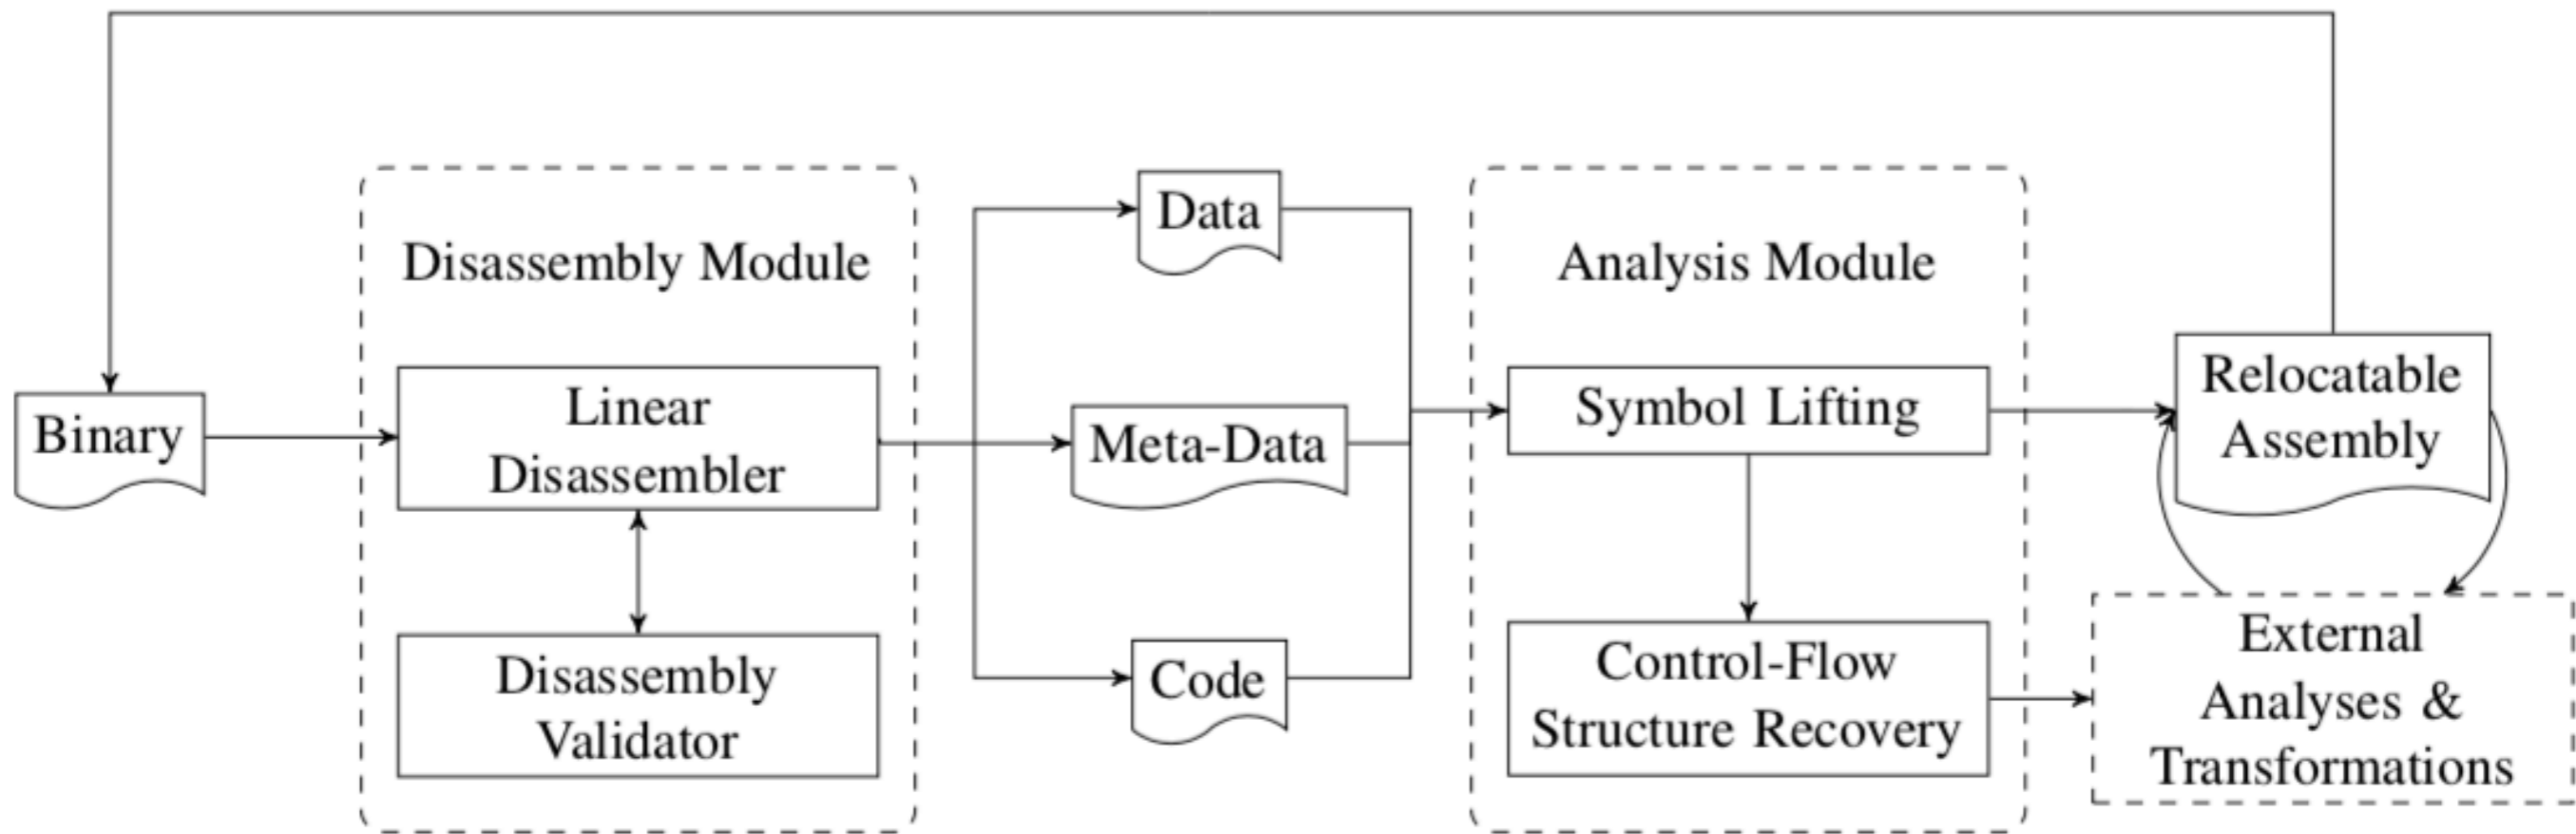 Binary
Disassembly Module
Linear
Disassembler
Disassembly
Validator
Data
Meta-Data
Code
Analysis Module
Symbol Lifting
Control-Flow
Structure Recovery
Relocatable
Assembly
External
Analyses &
Transformations